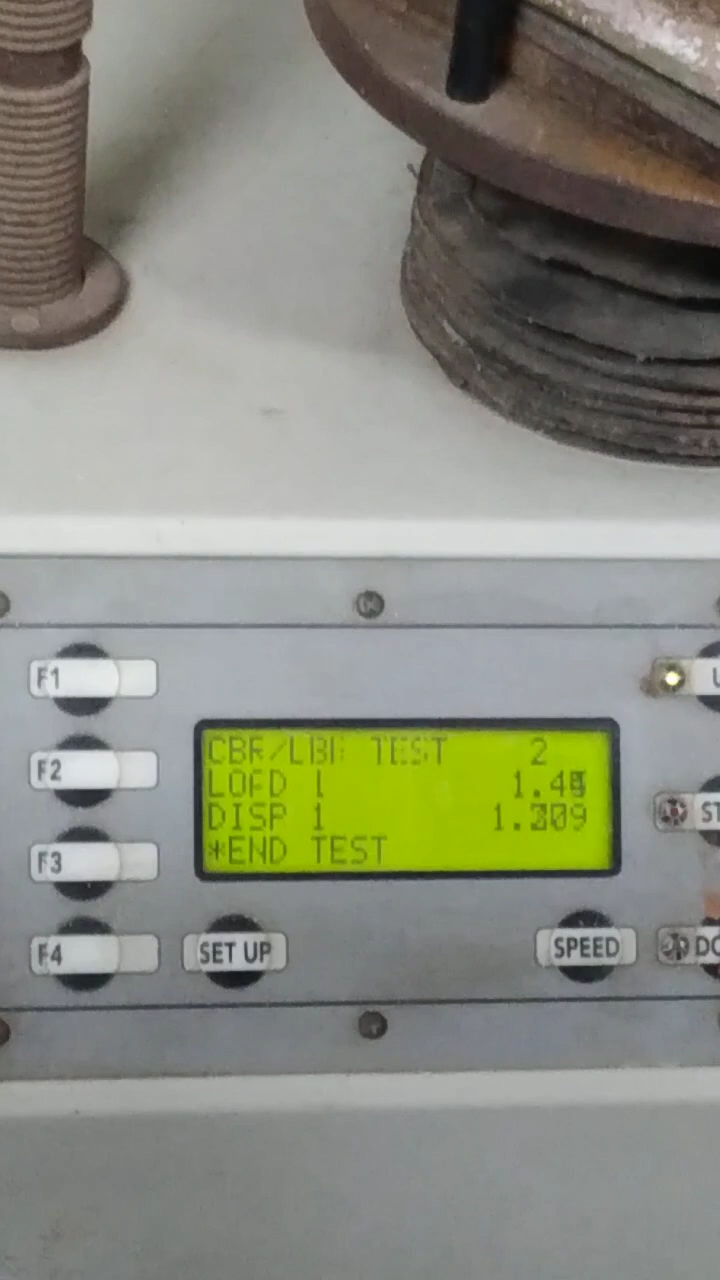 F1
F2
F3
F4
CBR/LBR TEST 2
LOAD 1
DISP 1
*END TEST
SET UP
SPEED